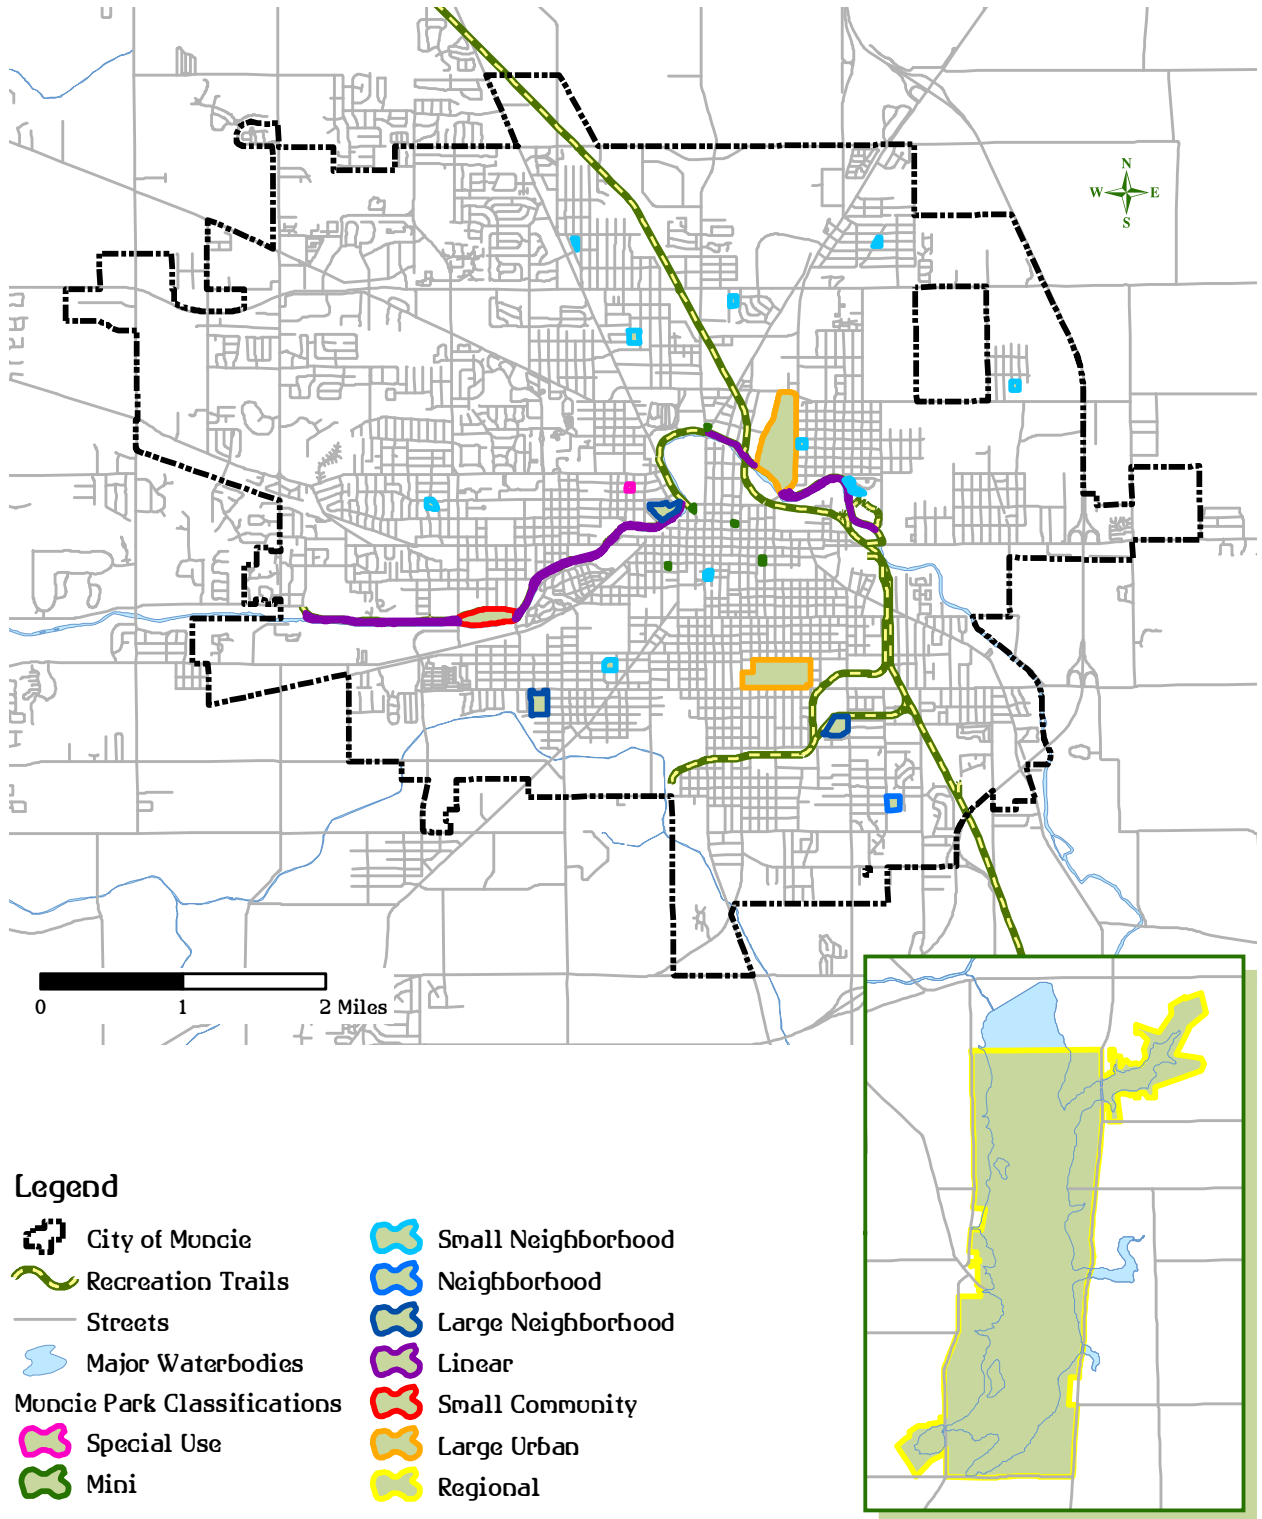 N
W E
S
0 1 2 Miles
Legend
City of Muncie
Recreation Trails
Streets
Major Waterbodies
Muncie Park Classifications
Special Use
Mini
Small Neighborhood
Neighborhood
Large Neighborhood
Linear
Small Community
Large Urban
Regional